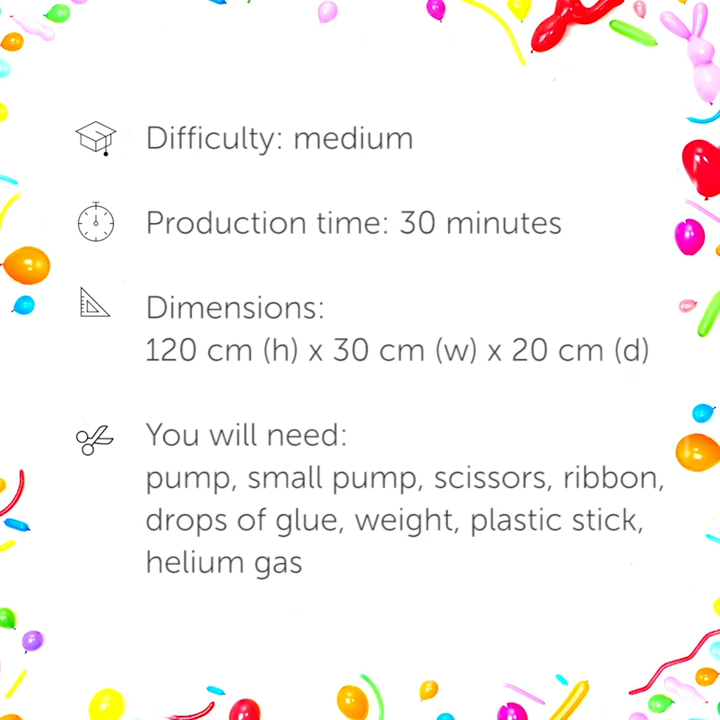 Difficulty: medium
Production time: 30 minutes
Dimensions:
120 cm (h) x 30 cm (w) x 20 cm (d)
You will need:
pump, small pump, scissors, ribbon,
drops of glue, weight, plastic stick,
helium gas